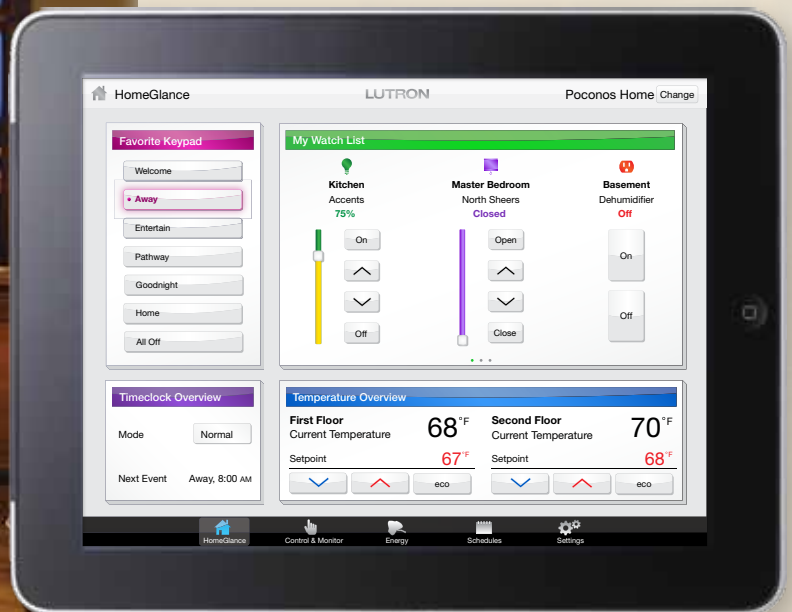 HomeGlance
LUTRON
Poconos Home Change
Favorite Keypad
Welcome
• Away
Entertain
Pathway
Goodnight
Home
All Off
My Watch List
Kitchen
Accents
75%
On
Off
Master Bedroom
North Sheers
Closed
Open
Close
Basement
Dehumidifier
Off
On
Off
Timeclock Overview
Mode Normal
Next Event Away, 8:00 AM
Temperature Overview
First Floor
Current Temperature 68°F
Setpoint 67°F
eco
Second Floor
Current Temperature 70°F
Setpoint 68°F
eco
HomeGlance Control & Monitor Energy Schedules Settings